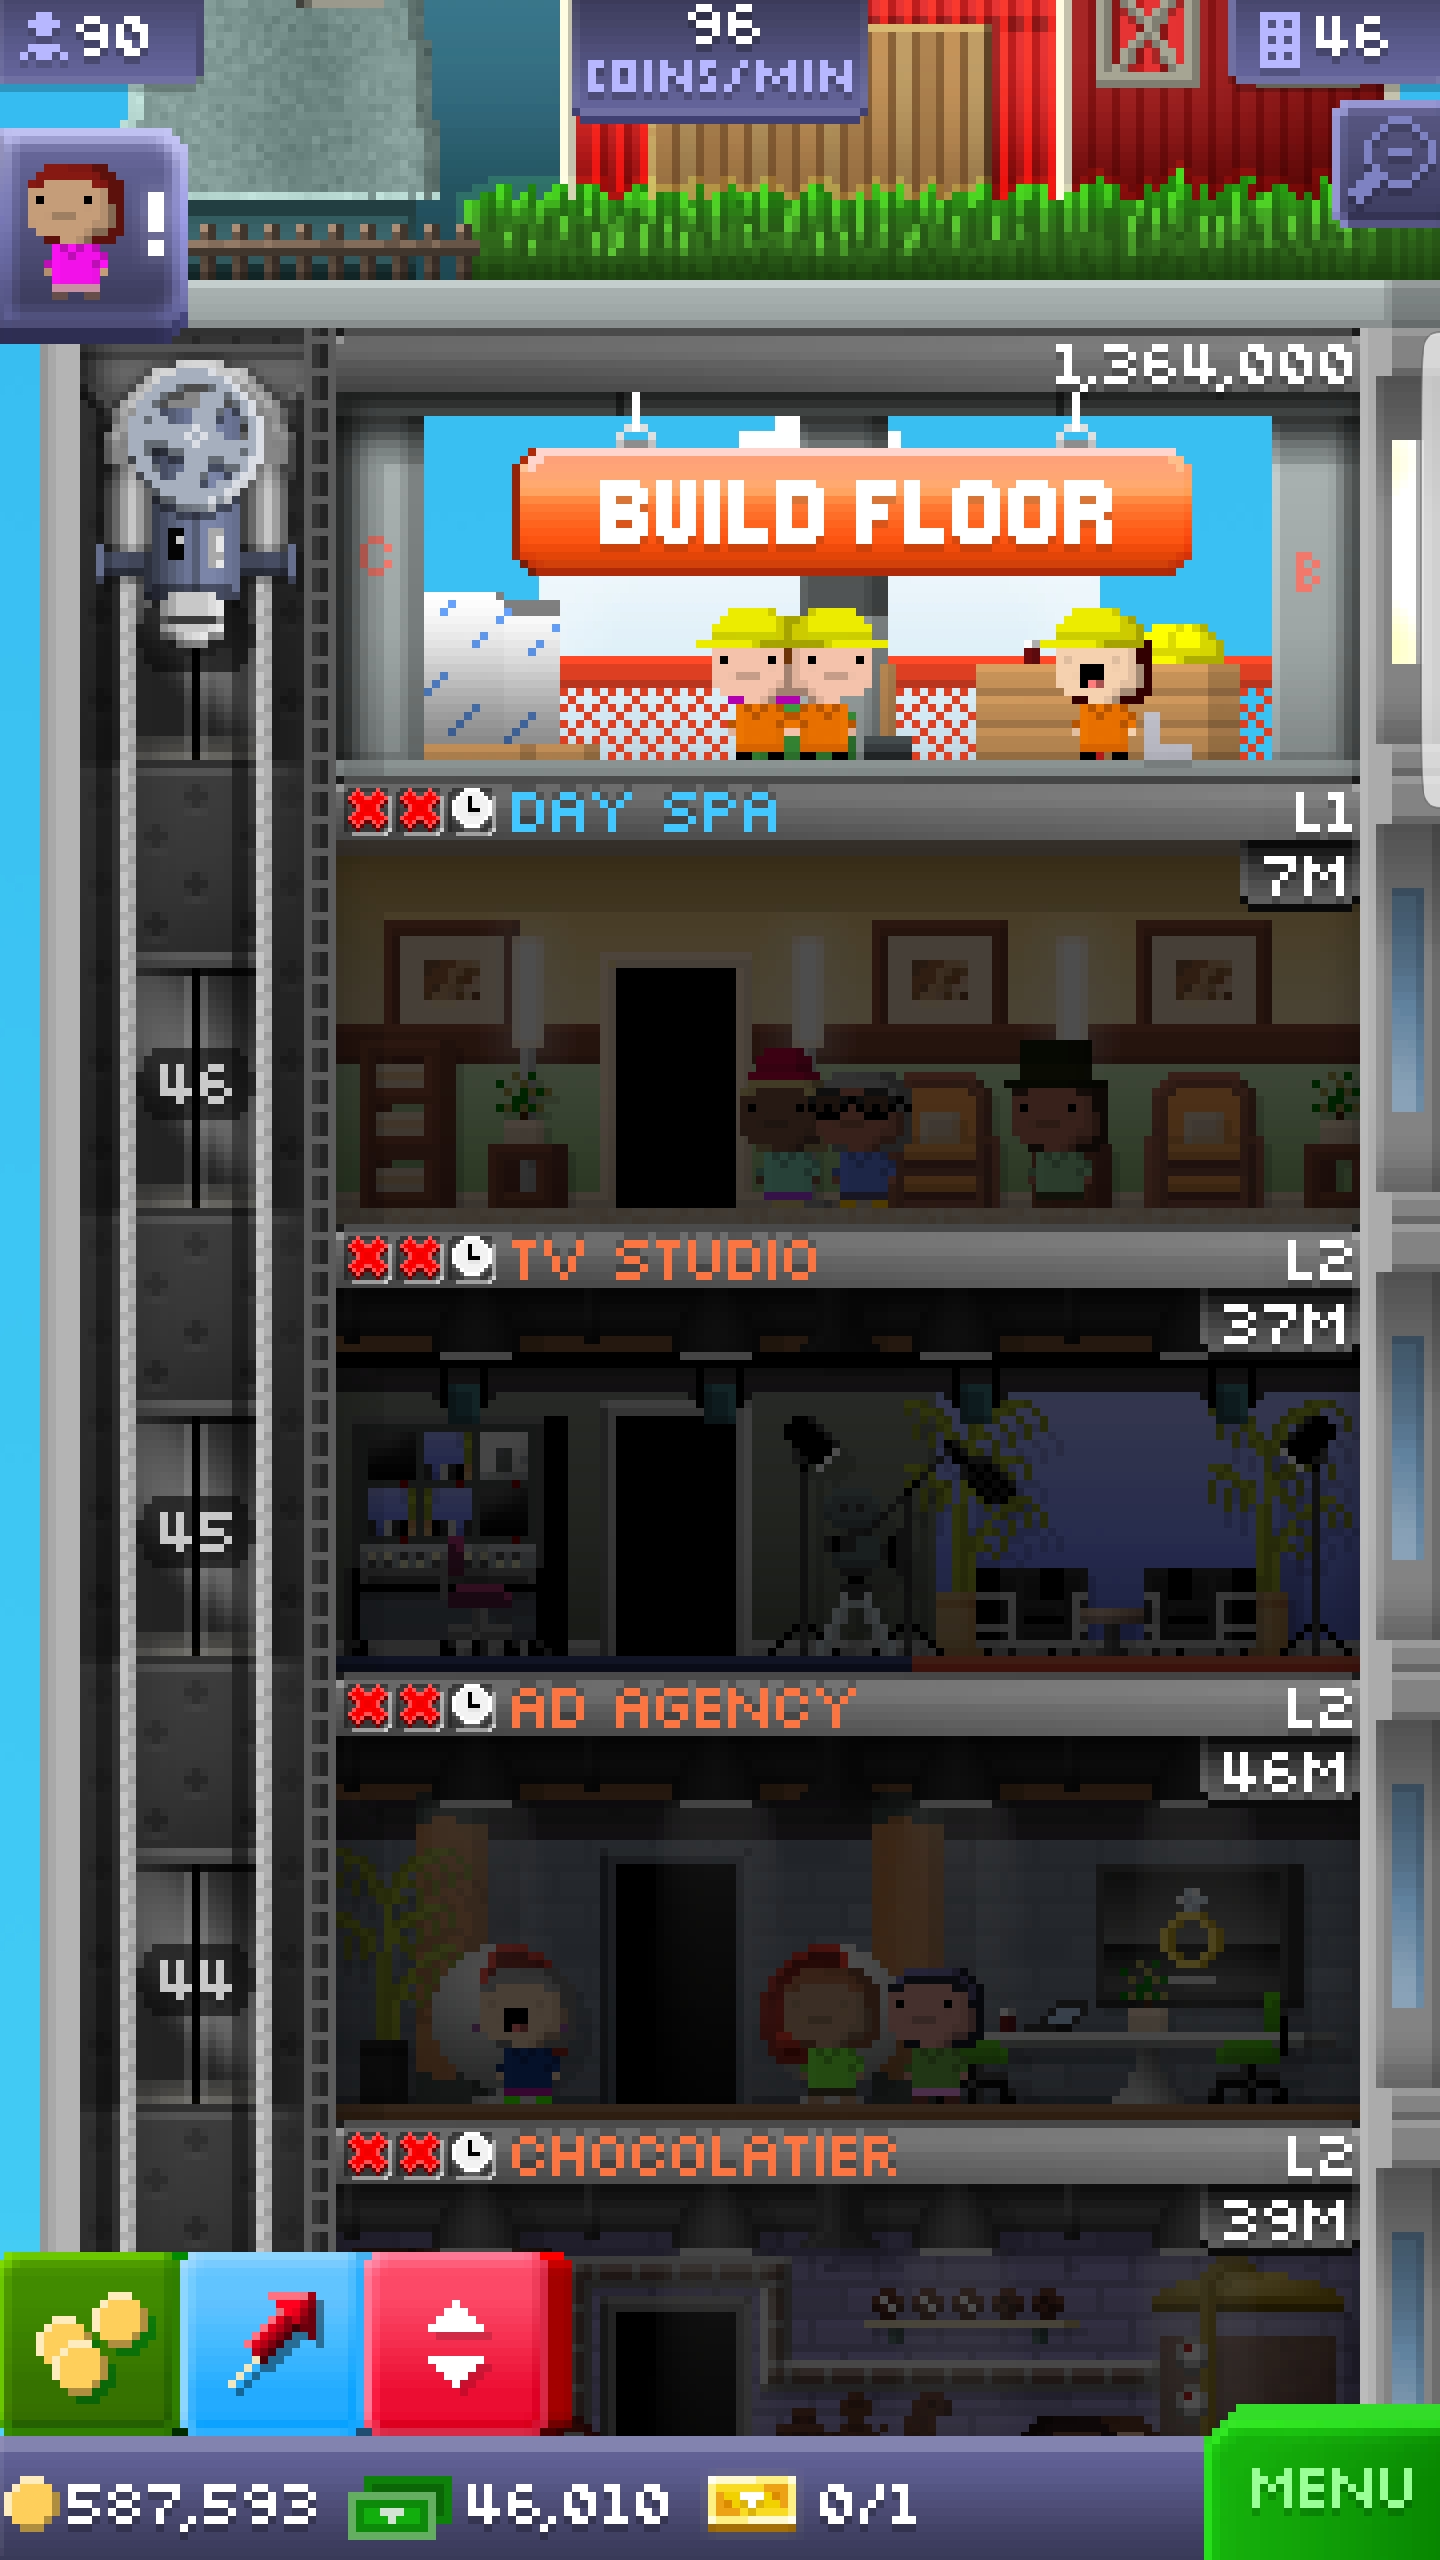 90
96
COINS/MIN
46
!
1,364,000
BUILD FLOOR
C
B
DAY SPA
L1
7M
46
TV STUDIO
L2
37M
45
AD AGENCY
L2
46M
44
CHOCOLATIER
L2
39M
587,593
46,010
0/1
MENU